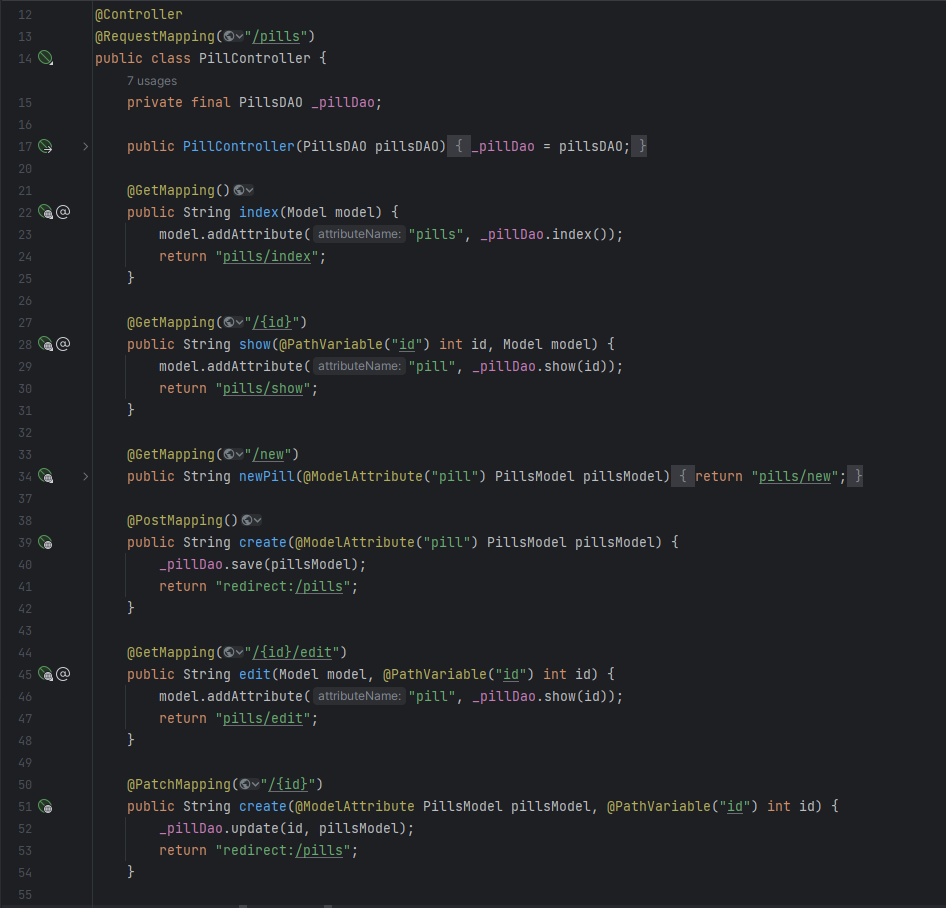 12 @Controller
13 @RequestMapping("/pills")
14 public class PillController {
7 usages
15 private final PillsDAO _pillDao;
16
17 public PillController(PillsDAO pillsDAO) { _pillDao = pillsDAO; }
20
21 @GetMapping()
22 @ public String index(Model model) {
23 model.addAttribute( attributeName: "pills", _pillDao.index());
24 return "pills/index";
25 }
26
27 @GetMapping("/{id}")
28 @ public String show(@PathVariable("id") int id, Model model) {
29 model.addAttribute( attributeName: "pill", _pillDao.show(id));
30 return "pills/show";
31 }
32
33 @GetMapping("/new")
34 public String newPill(@ModelAttribute("pill") PillsModel pillsModel) { return "pills/new"; }
37
38 @PostMapping()
39 public String create(@ModelAttribute("pill") PillsModel pillsModel) {
40 _pillDao.save(pillsModel);
41 return "redirect:/pills";
42 }
43
44 @GetMapping("/{id}/edit")
45 @ public String edit(Model model, @PathVariable("id") int id) {
46 model.addAttribute( attributeName: "pill", _pillDao.show(id));
47 return "pills/edit";
48 }
49
50 @PatchMapping("/{id}")
51 public String create(@ModelAttribute PillsModel pillsModel, @PathVariable("id") int id) {
52 _pillDao.update(id, pillsModel);
53 return "redirect:/pills";
54 }
55